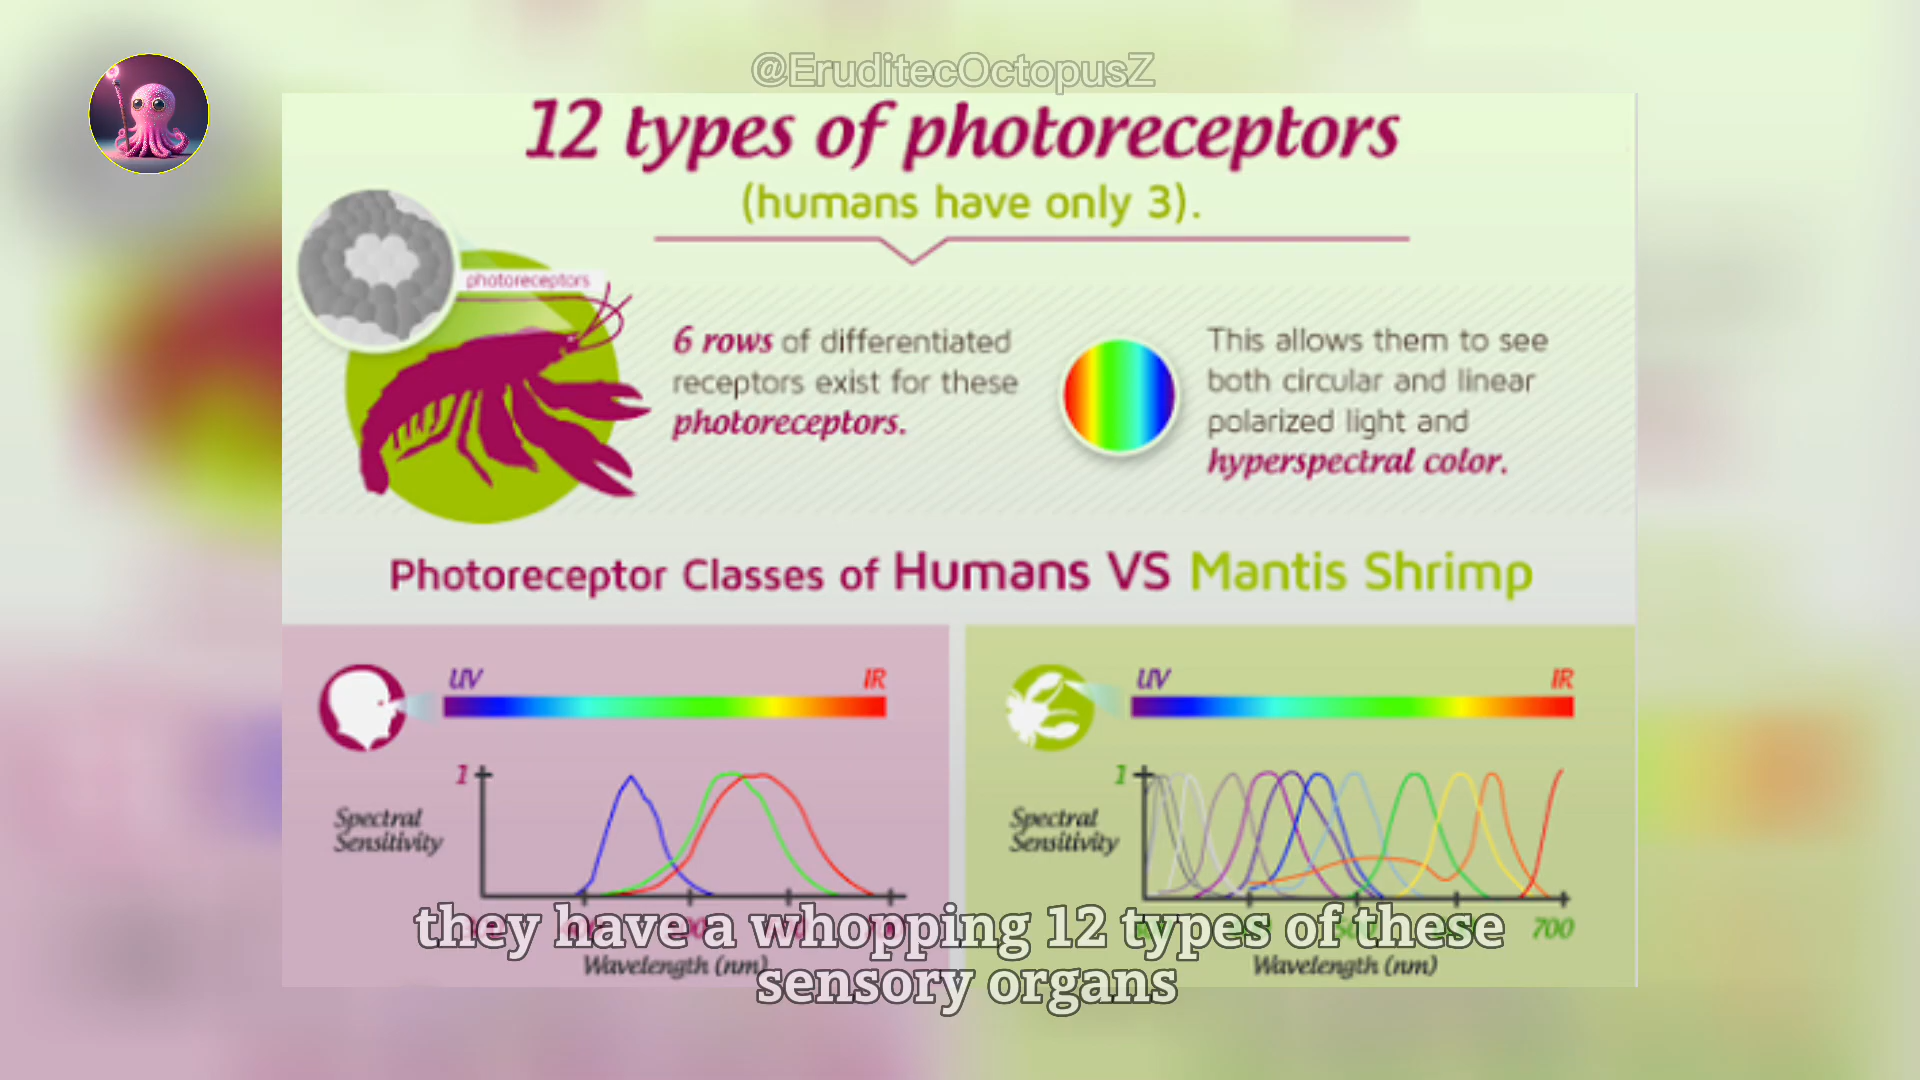 @EruditecOctopusZ
12 types of photoreceptors
(humans have only 3).
photoreceptors
6 rows of differentiated
receptors exist for these
photoreceptors.
This allows them to see
both circular and linear
polarized light and
hyperspectral color.
Photoreceptor Classes of Humans VS Mantis Shrimp
UV IR
1
Spectral
Sensitivity
Wavelength (nm)
UV IR
1
Spectral
Sensitivity
700
Wavelength (nm)
they have a whopping 12 types of these
sensory organs